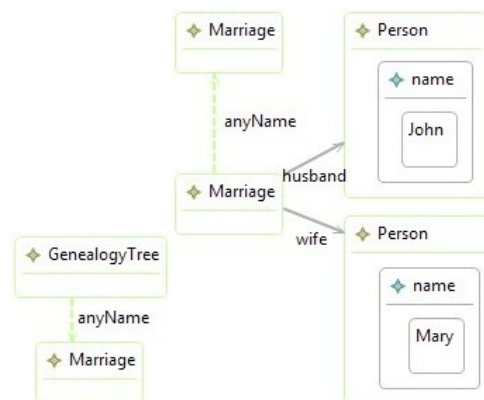 Marriage
Person
name
John
anyName
husband
Marriage
wife
Person
name
Mary
GenealogyTree
anyName
Marriage